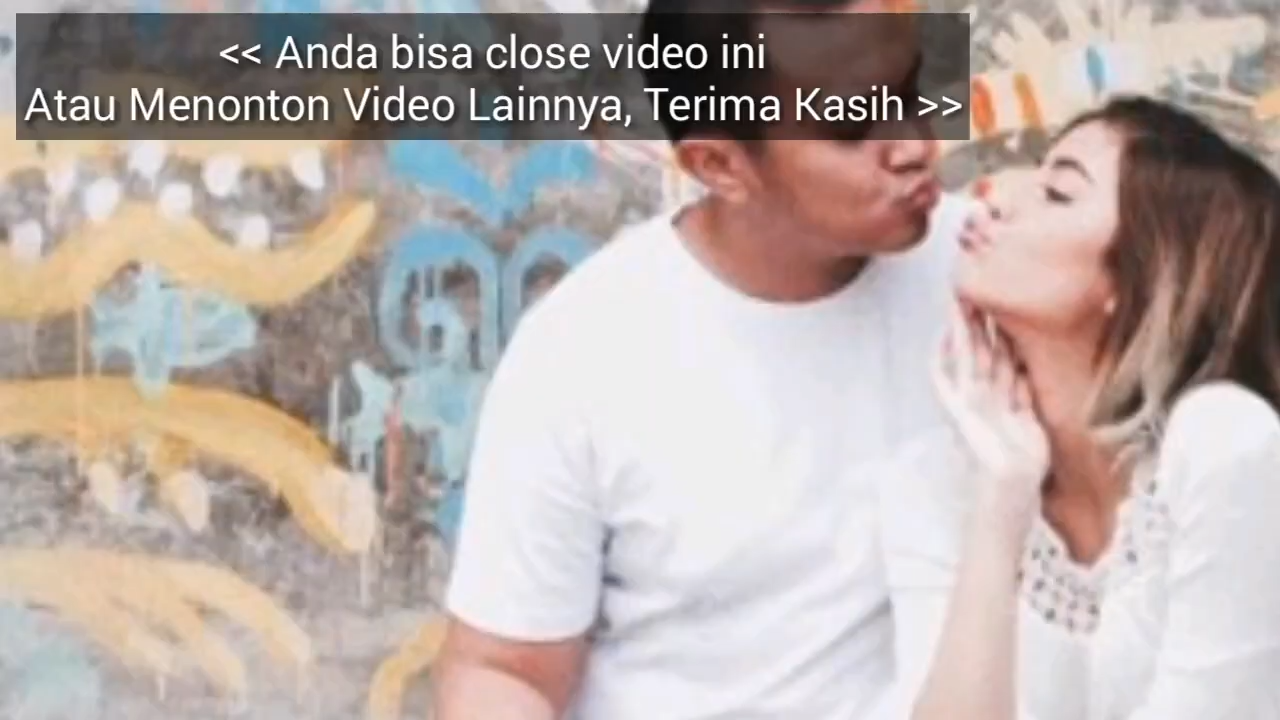 << Anda bisa close video ini
Atau Menonton Video Lainnya, Terima Kasih >>